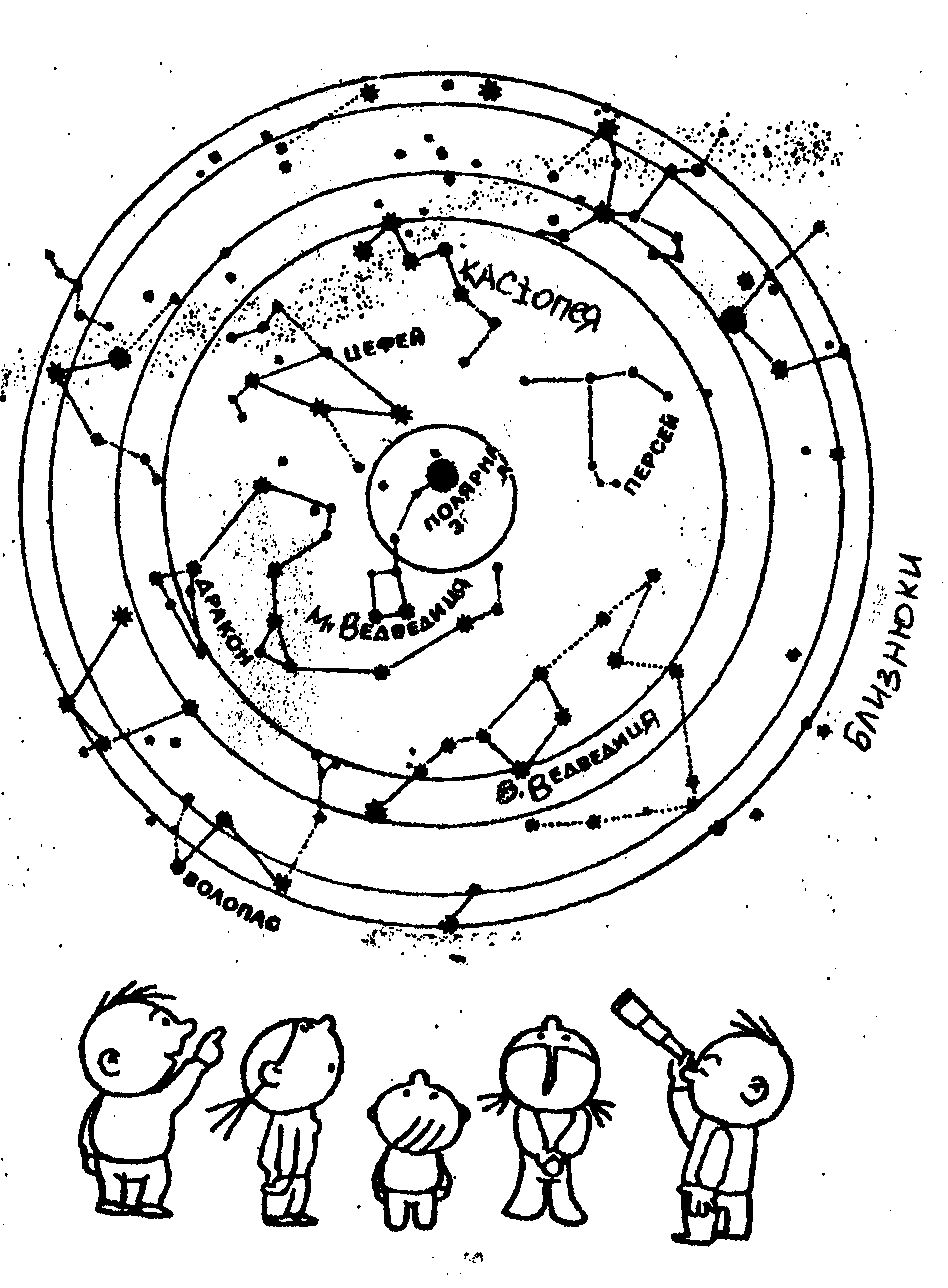 КАСіОПЕЯ
ЦЕФЕЙ
ПЕРСЕЙ
ПОЛЯРНА
З.
М. ВЕДВЕДИЦЯ
ДРАКОН
БЛИЗНЮКИ
В. ВЕДВЕДИЦЯ
ВОЛОПАС